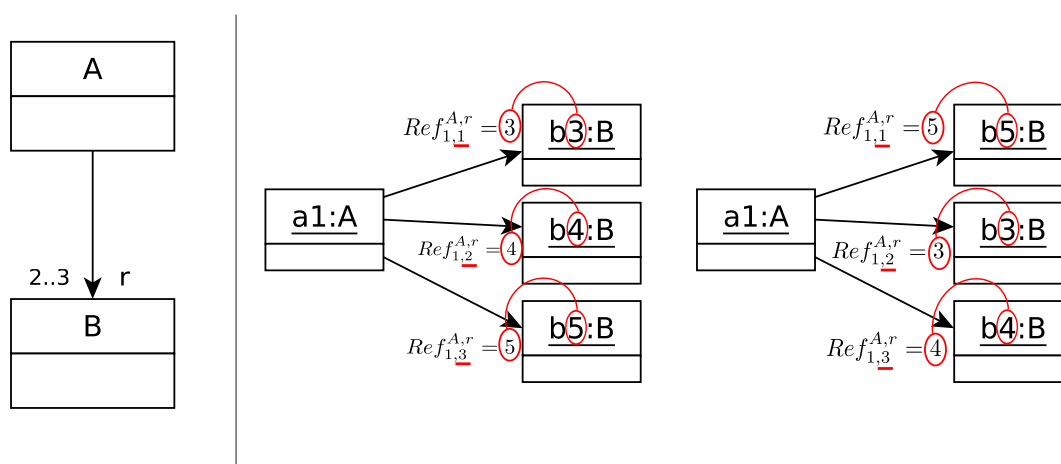 A
2..3 r
B
a1:A
Ref^{A,r}_{1,1} = 3
b3:B
Ref^{A,r}_{1,2} = 4
b4:B
Ref^{A,r}_{1,3} = 5
b5:B
a1:A
Ref^{A,r}_{1,1} = 5
b5:B
Ref^{A,r}_{1,2} = 3
b3:B
Ref^{A,r}_{1,3} = 4
b4:B